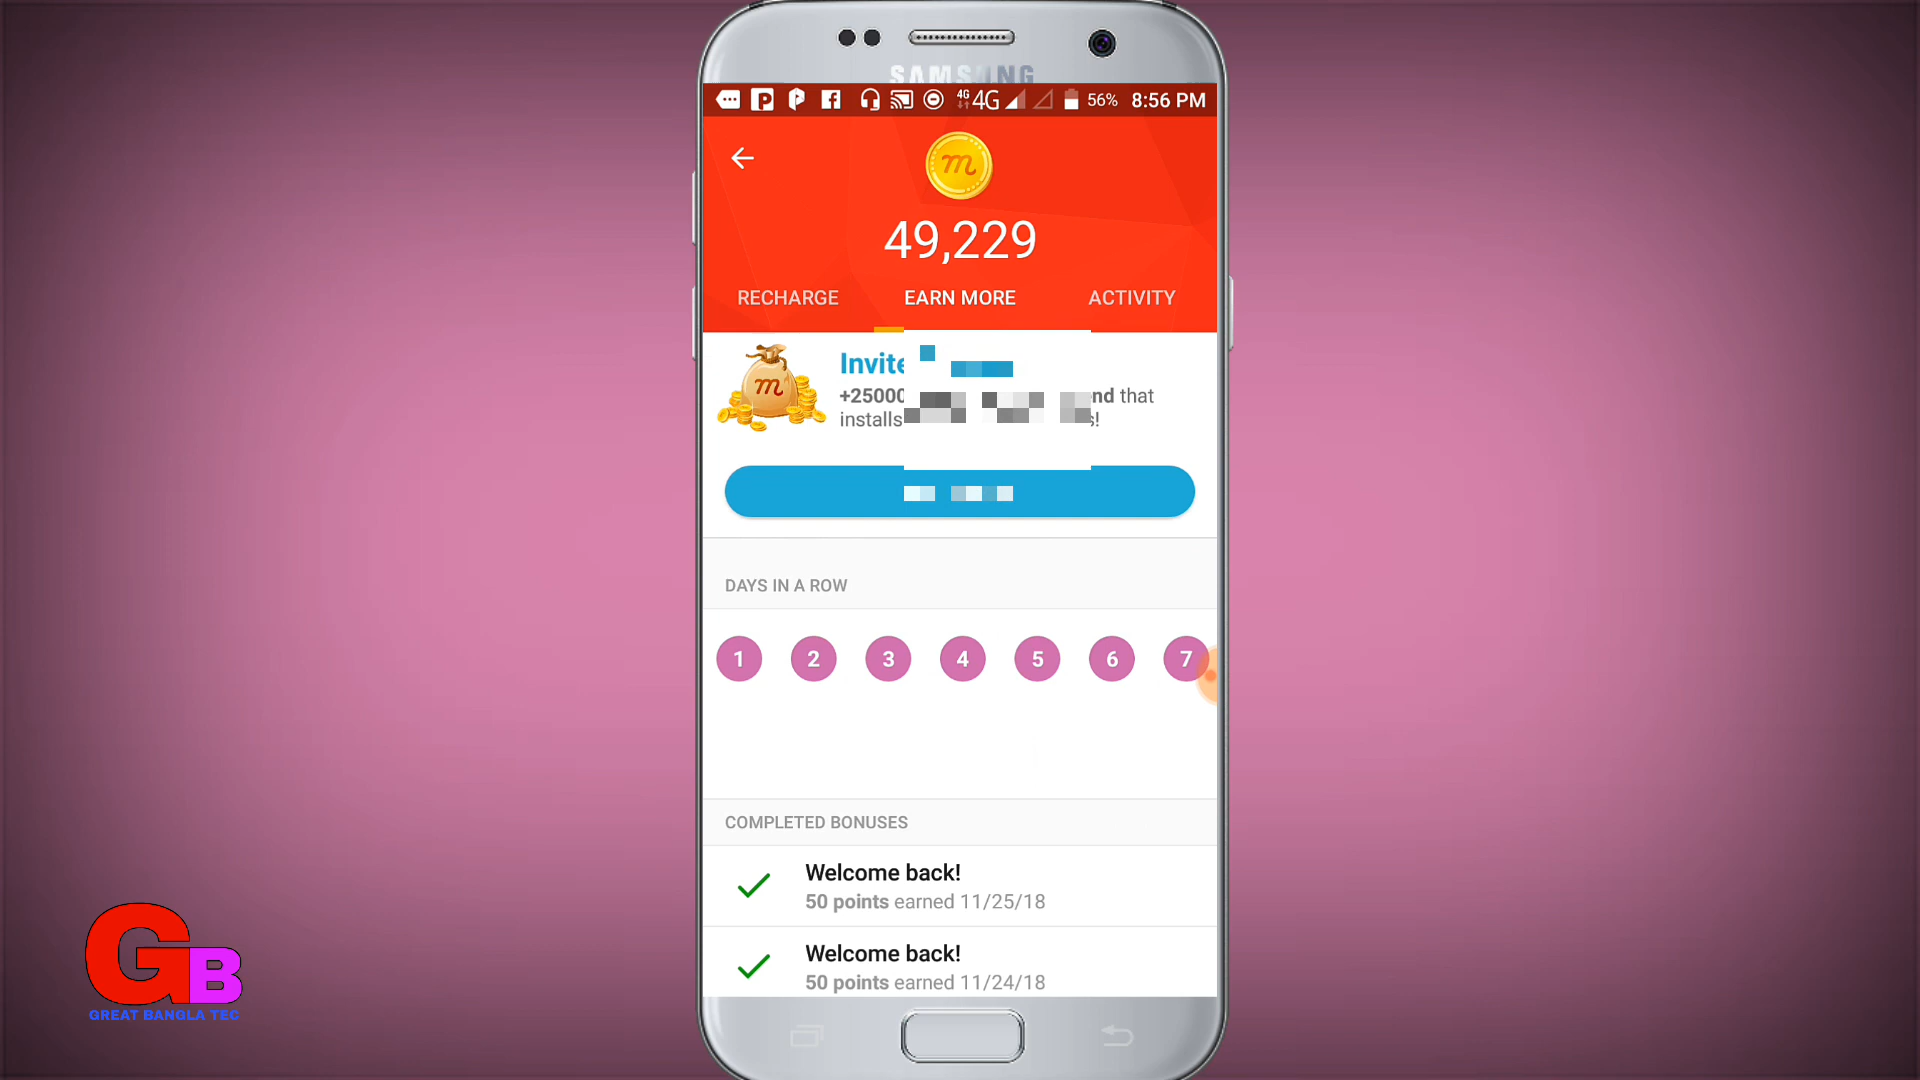 SAMSUNG
4G 4G 56% 8:56 PM
m
49,229
RECHARGE EARN MORE ACTIVITY
m
Invite
+25000 nd that
installs s!
DAYS IN A ROW
1 2 3 4 5 6 7
COMPLETED BONUSES
Welcome back!
50 points earned 11/25/18
Welcome back!
50 points earned 11/24/18
GB
GREAT BANGLA TEC